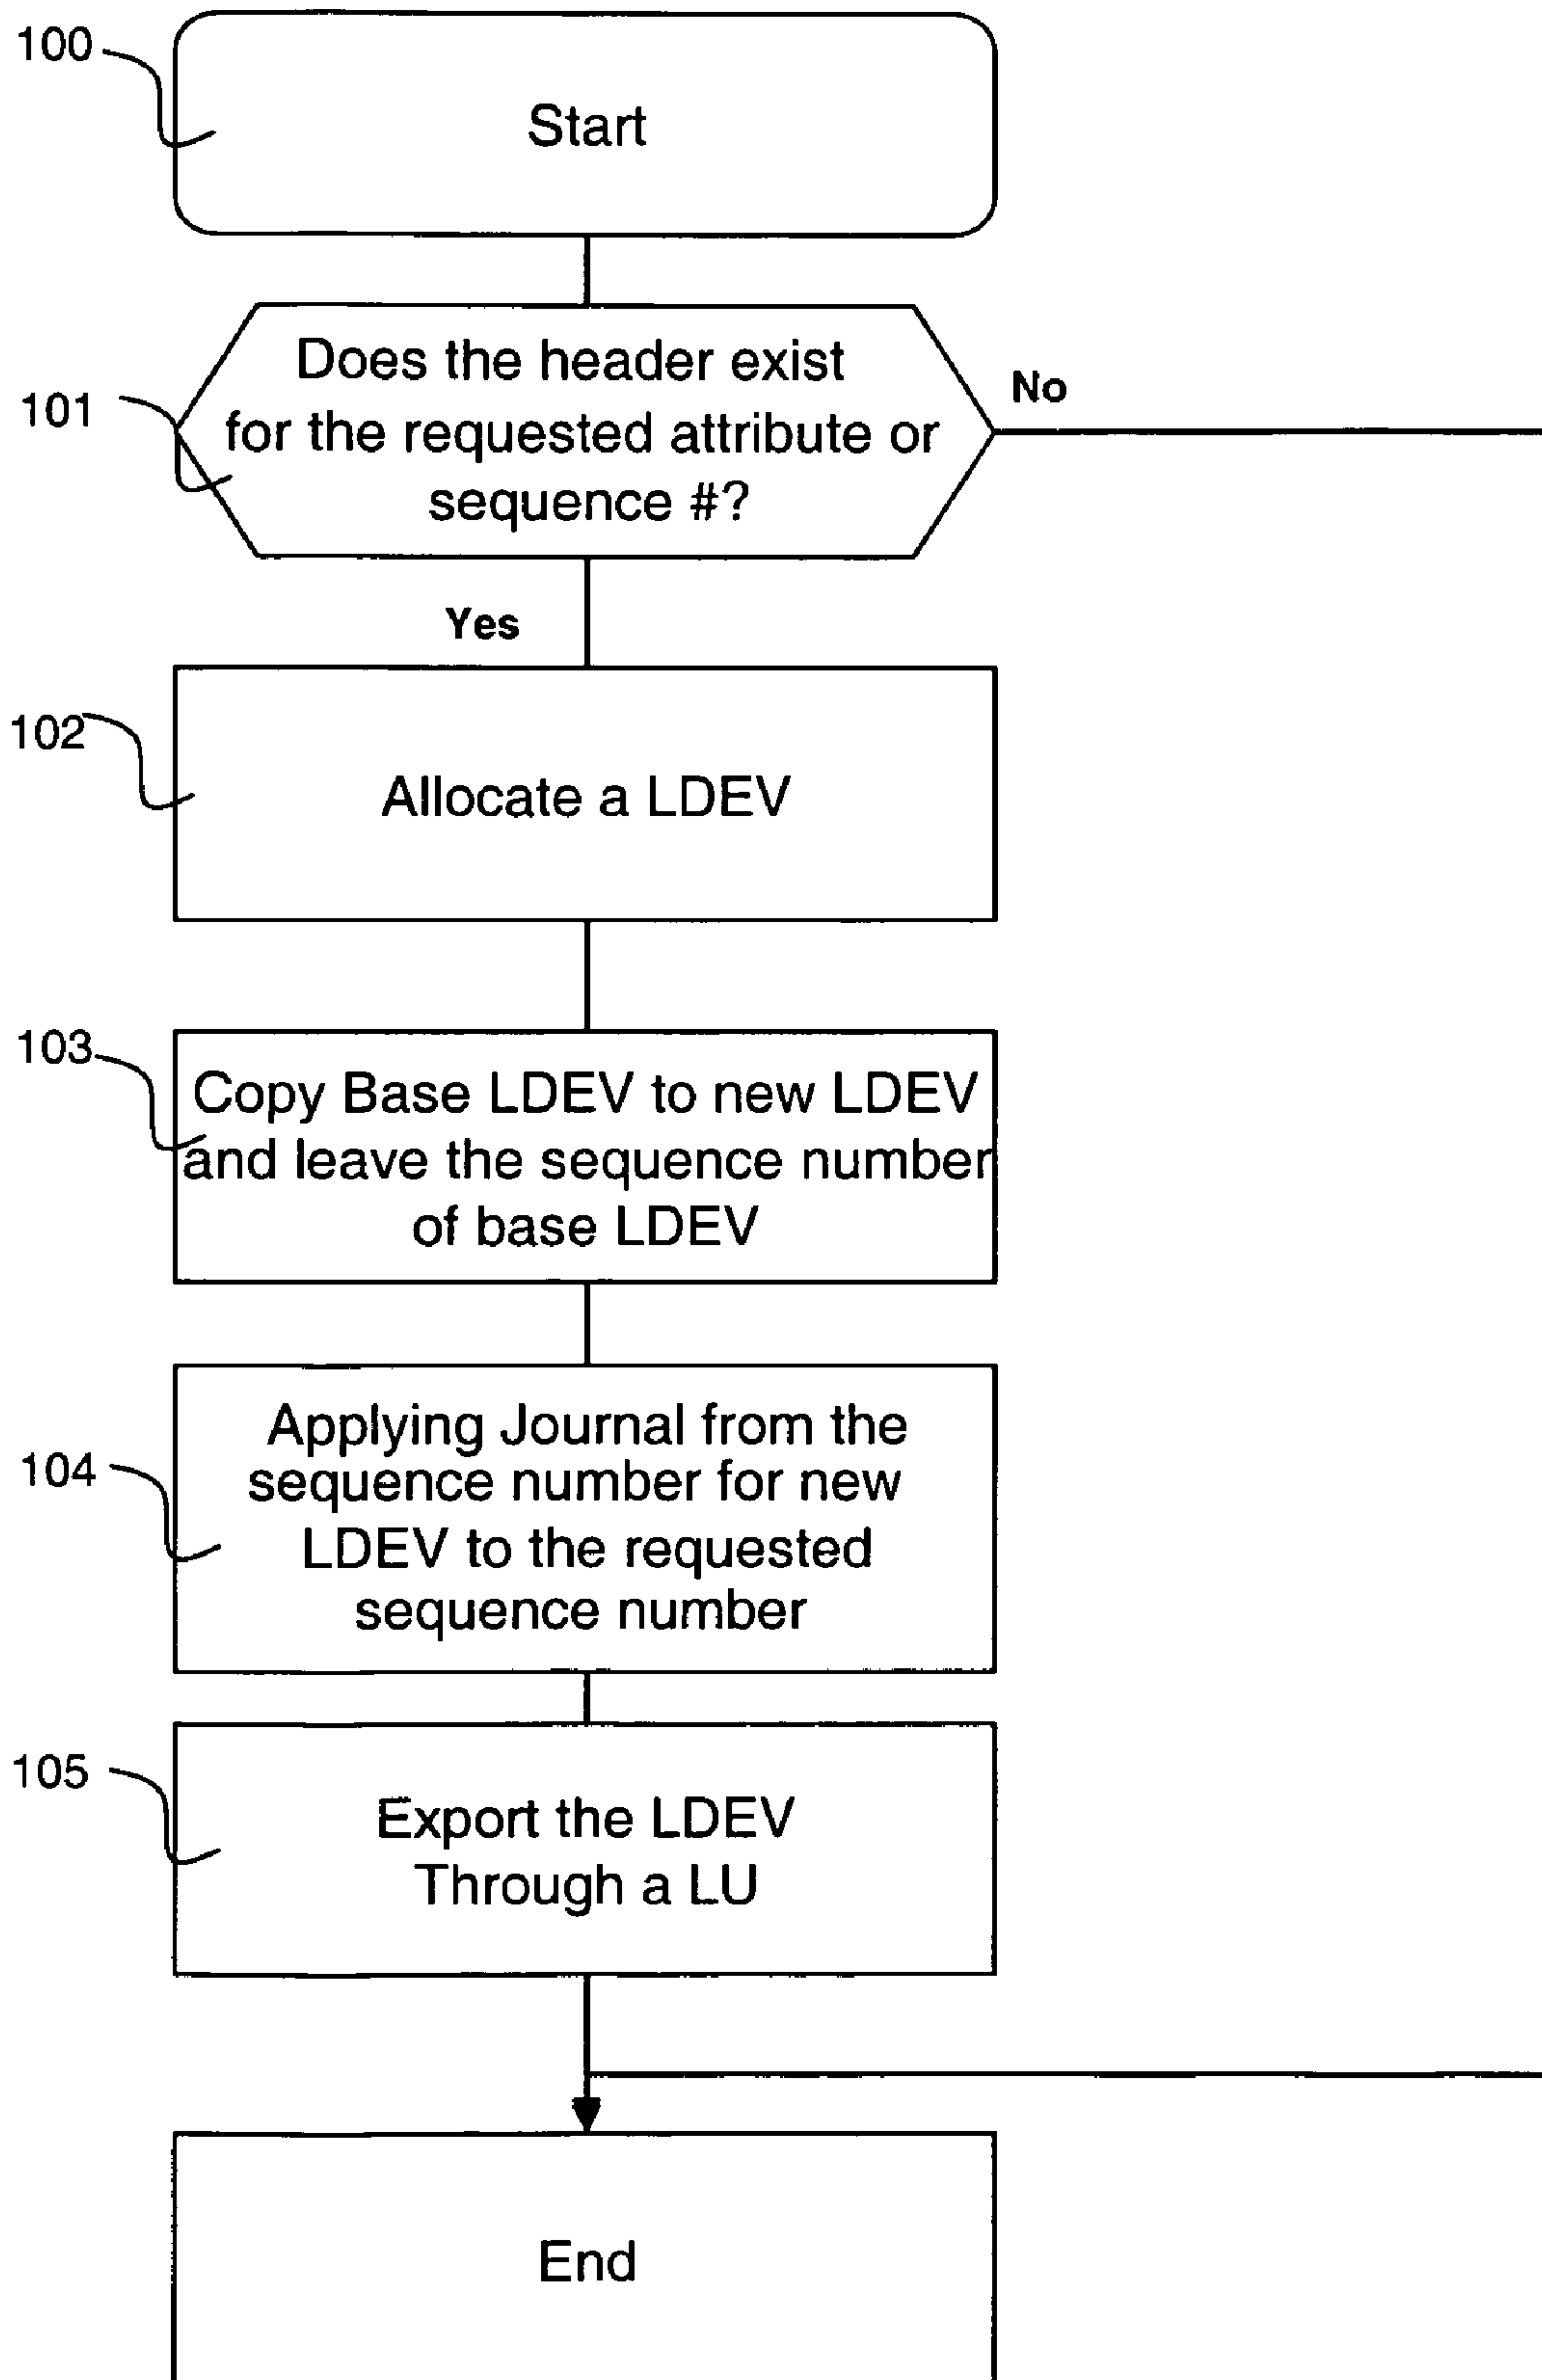 100
Start
Does the header exist
for the requested attribute or
sequence #?
101
No
Yes
102
Allocate a LDEV
103
Copy Base LDEV to new LDEV
and leave the sequence number
of base LDEV
Applying Journal from the
sequence number for new
LDEV to the requested
sequence number
104
105
Export the LDEV
Through a LU
End